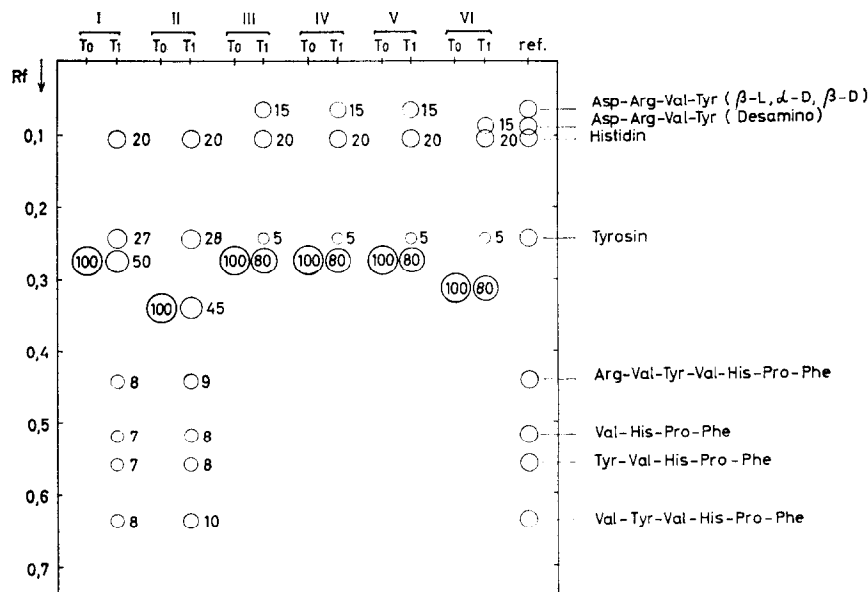 I II III IV V VI
T0 T1 T0 T1 T0 T1 T0 T1 T0 T1 T0 T1 ref.
Rf
15 15 15 Asp-Arg-Val-Tyr (β-L, α-D, β-D)
15 Asp-Arg-Val-Tyr (Desamino)
0,1 20 20 20 20 20 20 Histidin
0,2
27 28 5 5 5 5 Tyrosin
100 50 100 80 100 80 100 80
0,3 100 80
100 45
0,4
8 9 Arg-Val-Tyr-Val-His-Pro-Phe
0,5
7 8 Val-His-Pro-Phe
7 8 Tyr-Val-His-Pro-Phe
0,6
8 10 Val-Tyr-Val-His-Pro-Phe
0,7